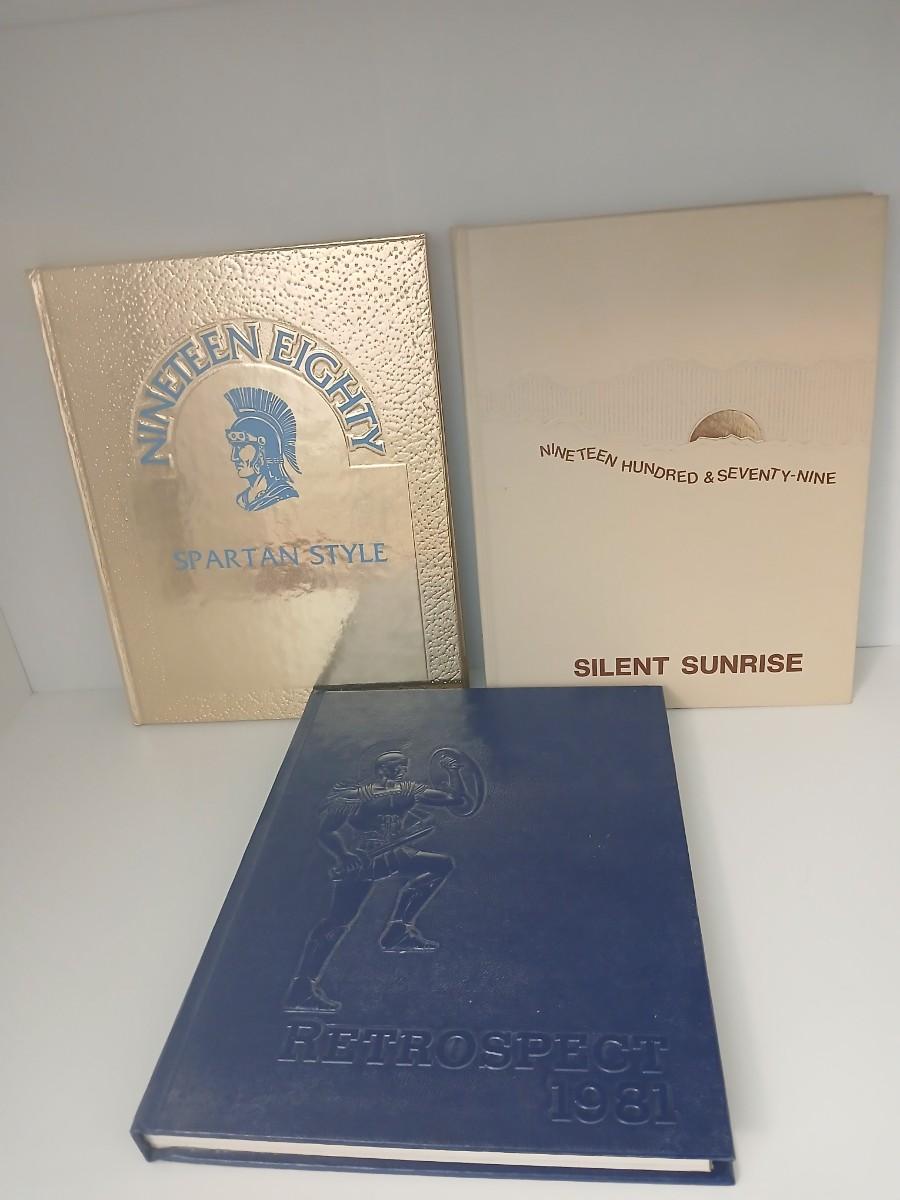 NINETEEN EIGHTY
SPARTAN STYLE
NINETEEN HUNDRED & SEVENTY-NINE
SILENT SUNRISE
RETROSPECT
1981